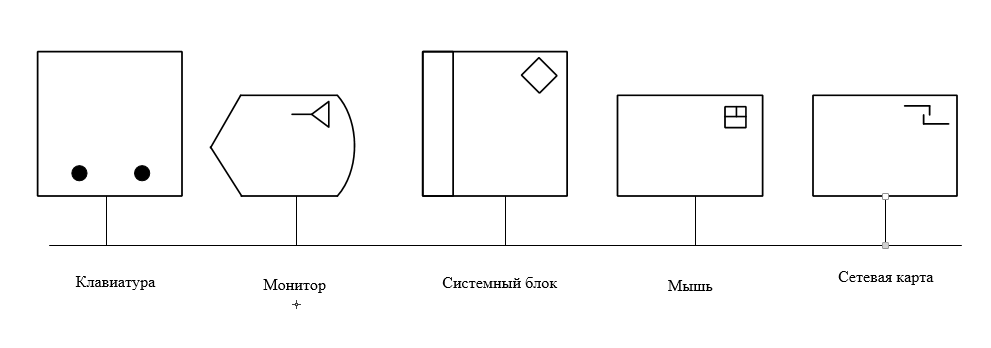 Клавиатура
Монитор
Системный блок
Мышь
Сетевая карта